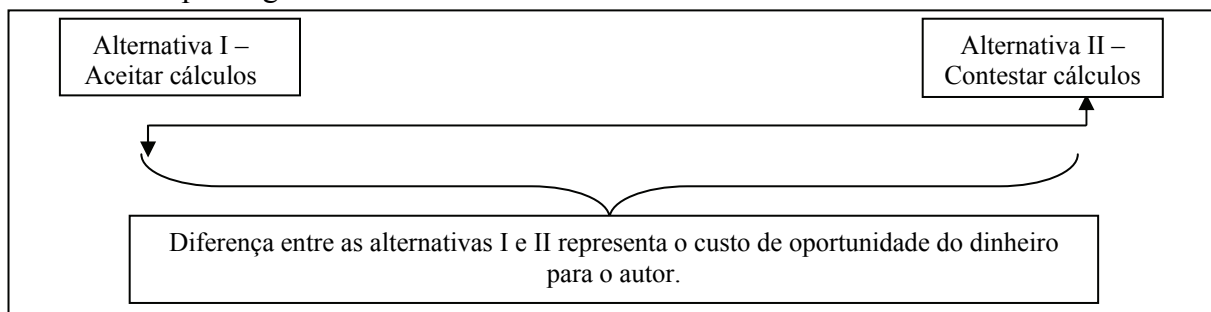 Alternativa I –
Aceitar cálculos
Alternativa II –
Contestar cálculos
Diferença entre as alternativas I e II representa o custo de oportunidade do dinheiro
para o autor.